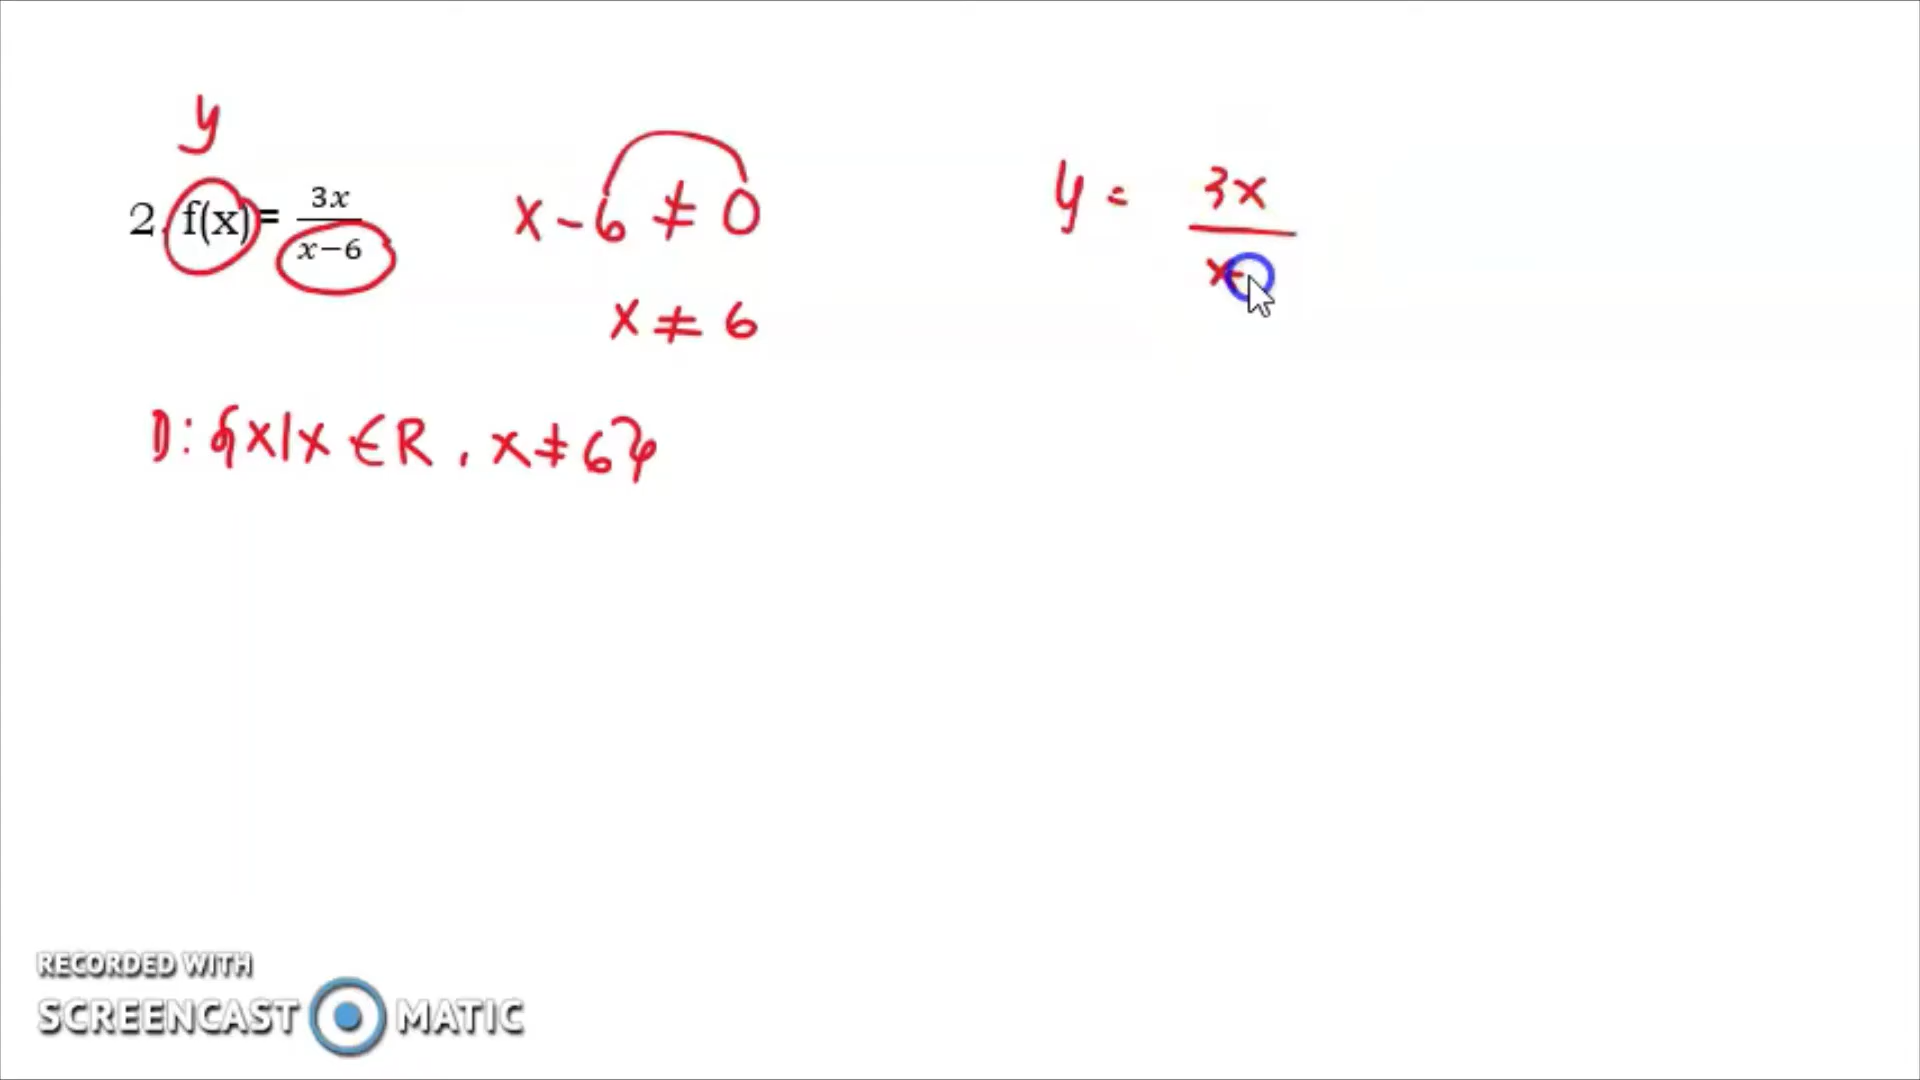 y
2. f(x) = 3x / x−6
x - 6 ≠ 0
x ≠ 6
D: {x|x ∈ R, x ≠ 6}
y = 3x / x-
RECORDED WITH
SCREENCAST MATIC